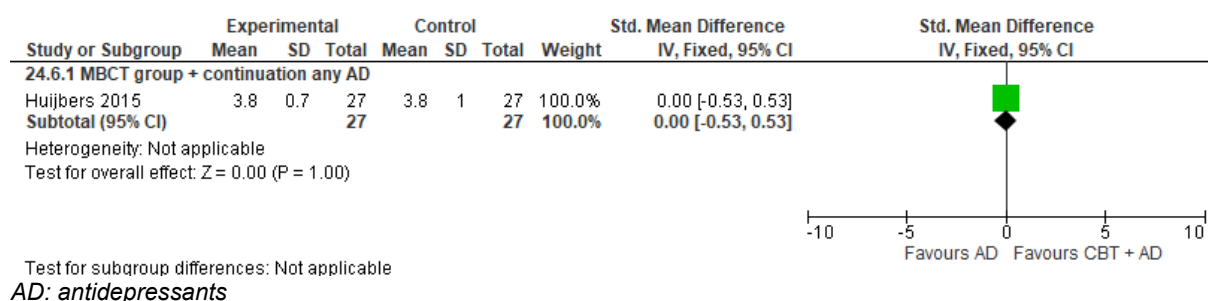 Experimental Control Std. Mean Difference Std. Mean Difference
Study or Subgroup Mean SD Total Mean SD Total Weight IV, Fixed, 95% CI IV, Fixed, 95% CI
24.6.1 MBCT group + continuation any AD
Huijbers 2015 3.8 0.7 27 3.8 1 27 100.0% 0.00 [-0.53, 0.53]
Subtotal (95% CI) 27 27 100.0% 0.00 [-0.53, 0.53]
Heterogeneity: Not applicable
Test for overall effect: Z = 0.00 (P = 1.00)
-10 -5 0 5 10
Favours AD Favours CBT + AD
Test for subgroup differences: Not applicable
AD: antidepressants